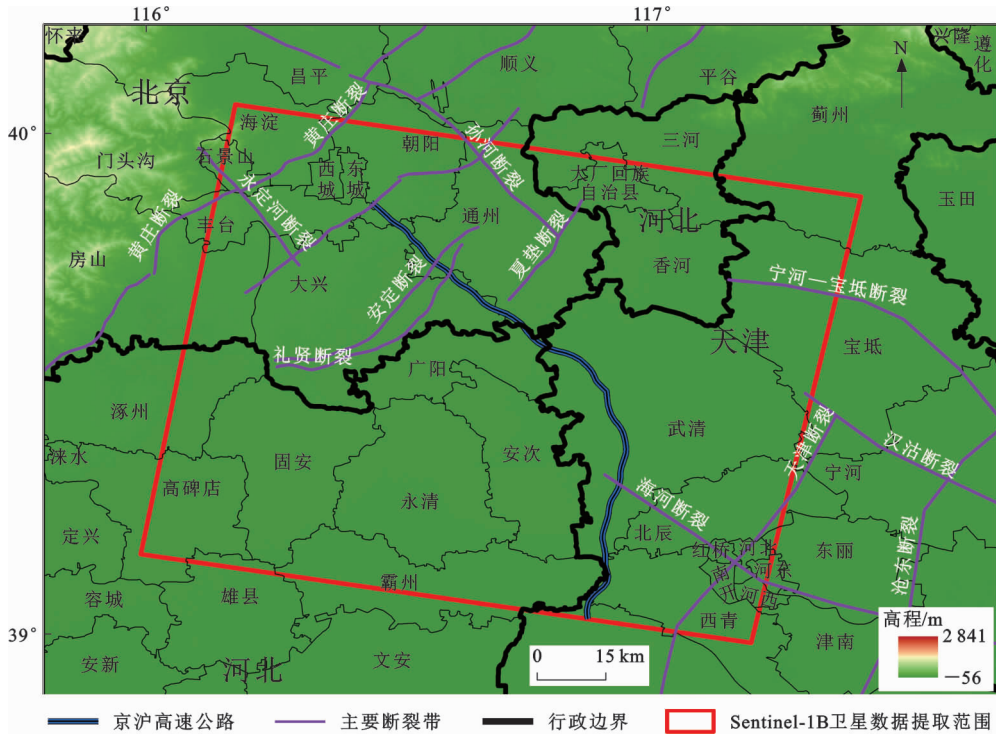 116°
117°
怀来
兴隆
遵化
昌平
顺义
平谷
N
北京
蓟州
黄庄断裂
海淀
40°
朝阳
孙河断裂
三河
门头沟
石景山
西城
东城
大厂回族
自治县
玉田
永定河断裂
黄庄断裂
丰台
通州
河北
夏垫断裂
房山
香河
大兴
安定断裂
宁河—宝坻断裂
天津
宝坻
礼贤断裂
广阳
涿州
武清
天津断裂
汉沽断裂
涞水
固安
安次
宁河
高碑店
海河断裂
永清
定兴
北辰
沧东断裂
红桥
河北
东丽
南开
河东
河西
霸州
容城
雄县
西青
39°
津南
高程/m
2 841
-56
安新
河北
文安
0
15 km
京沪高速公路
主要断裂带
行政边界
Sentinel-1B卫星数据提取范围